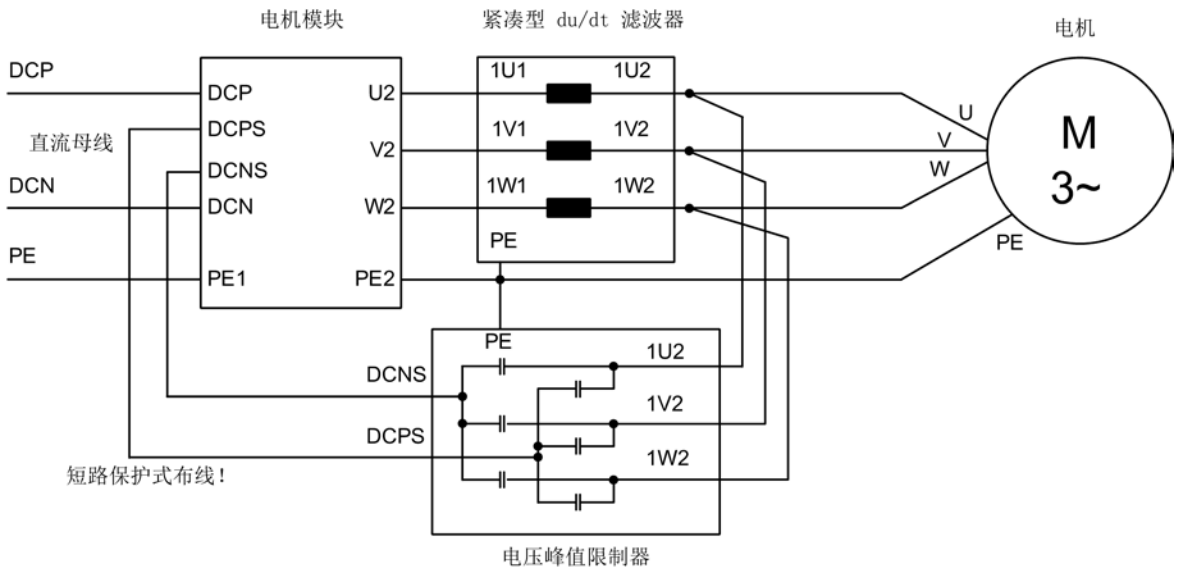 电机模块
紧凑型 du/dt 滤波器
电机
DCP
直流母线
DCN
PE
DCP
DCPS
DCNS
DCN
PE1
U2
V2
W2
PE2
1U1
1U2
1V1
1V2
1W1
1W2
PE
U
V
W
PE
M
3~
PE
DCNS
DCPS
1U2
1V2
1W2
短路保护式布线!
电压峰值限制器